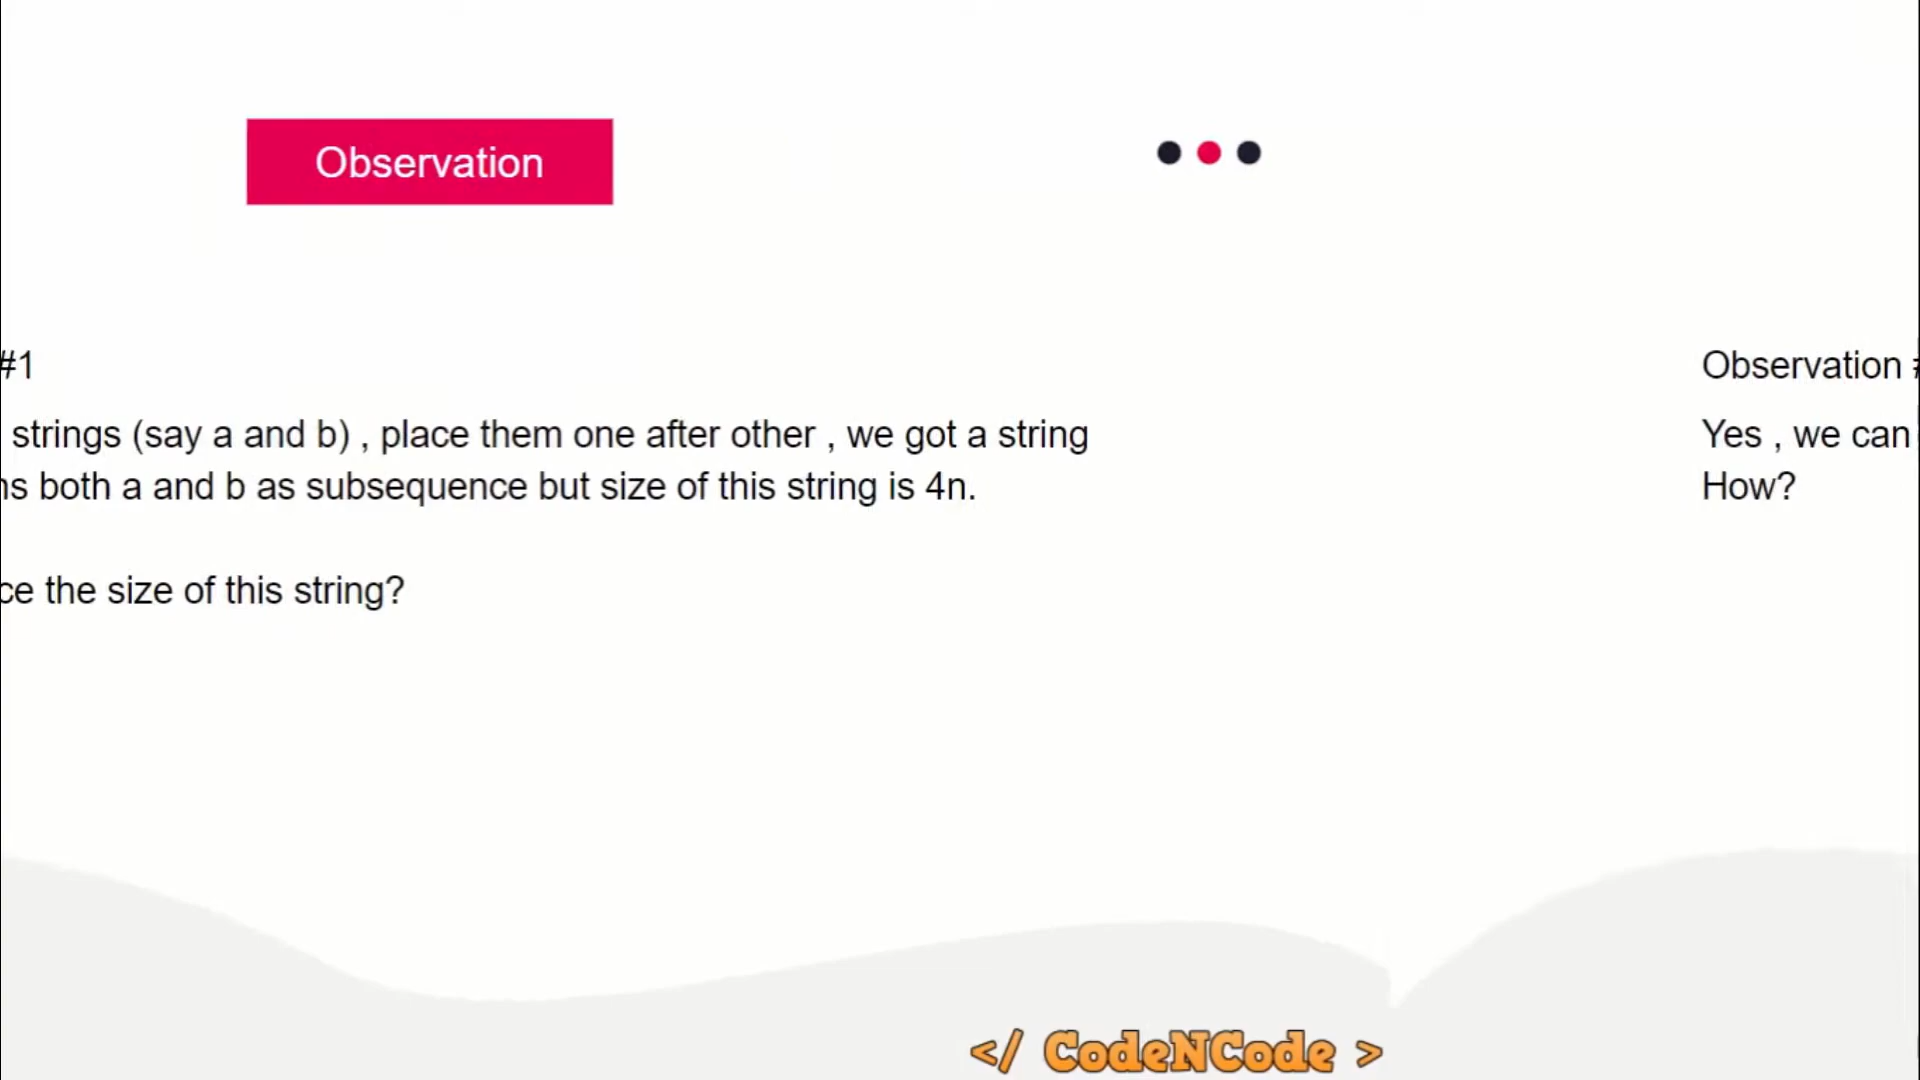 Observation
#1
strings (say a and b) , place them one after other , we got a string
both a and b as subsequence but size of this string is 4n.
the size of this string?
Observation
Yes , we can
How?
</ CodeNCode >